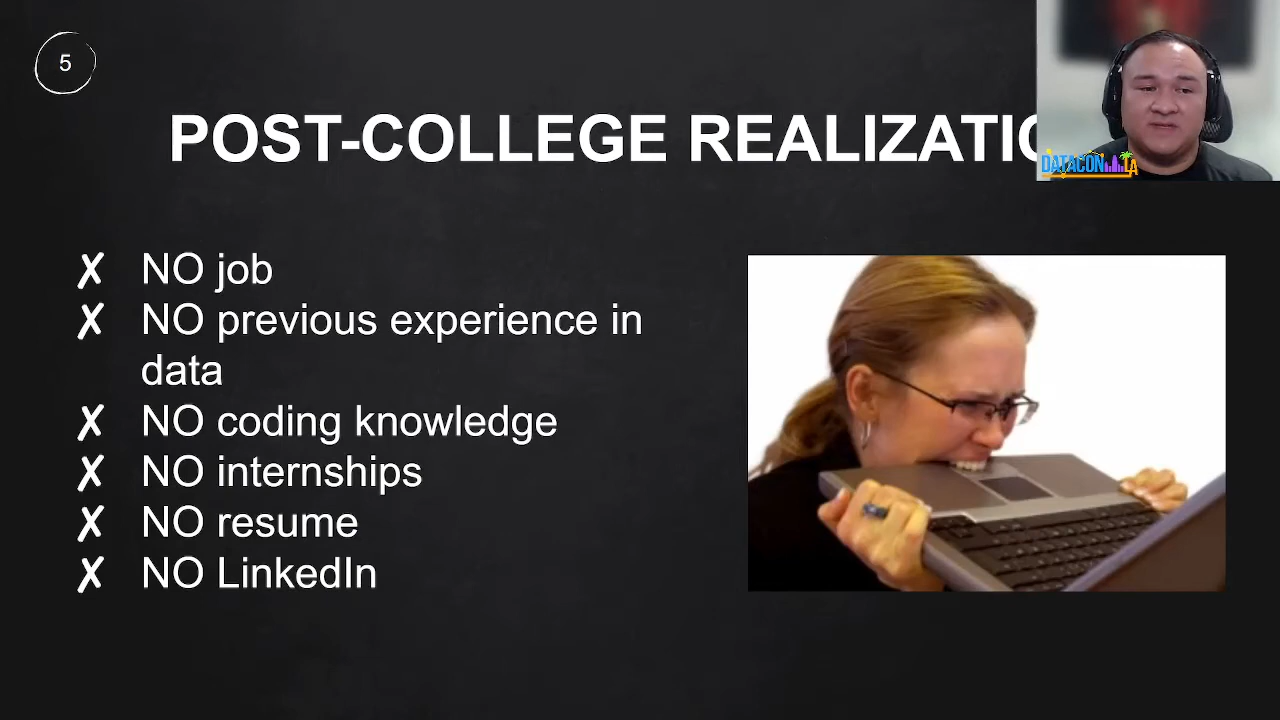 5
POST-COLLEGE REALIZATIO
DATACON LA
✗ NO job
✗ NO previous experience in
data
✗ NO coding knowledge
✗ NO internships
✗ NO resume
✗ NO LinkedIn